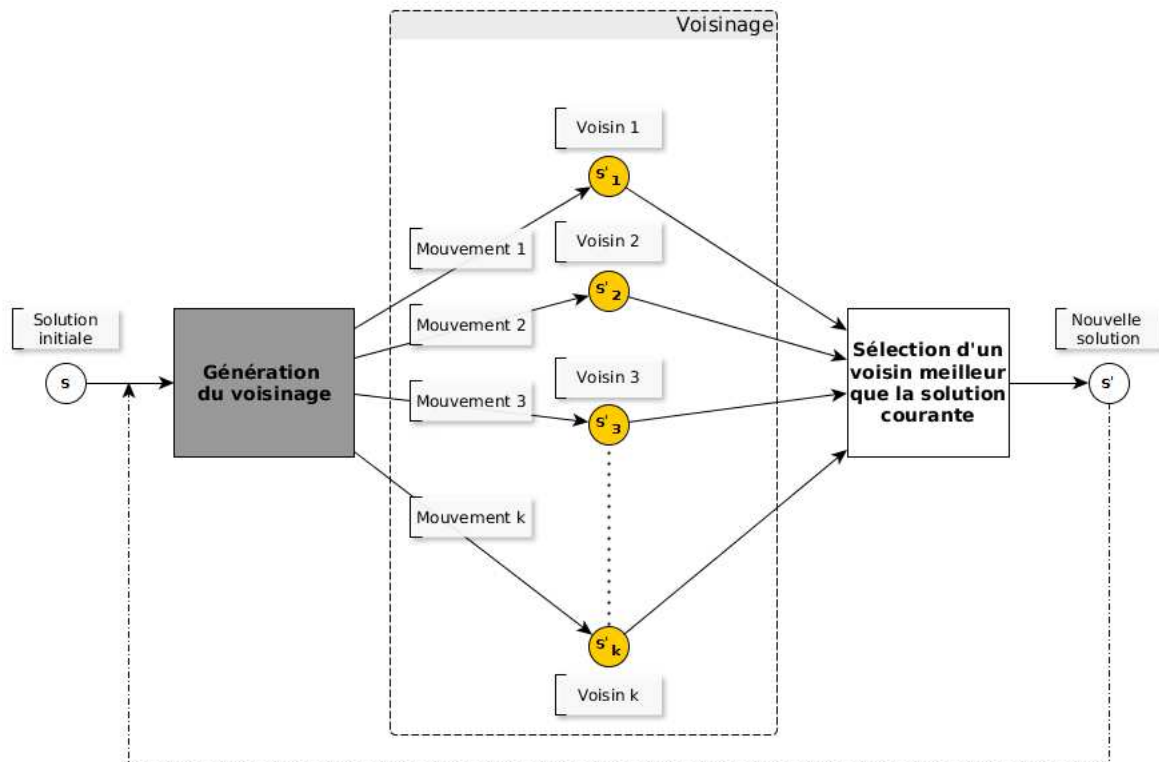 Voisinage
Voisin 1
S'1
Mouvement 1
Voisin 2
S'2
Mouvement 2
Solution
initiale
S
Génération
du voisinage
Mouvement 3
Voisin 3
S'3
Mouvement k
S'k
Voisin k
Sélection d'un
voisin meilleur
que la solution
courante
Nouvelle
solution
S'